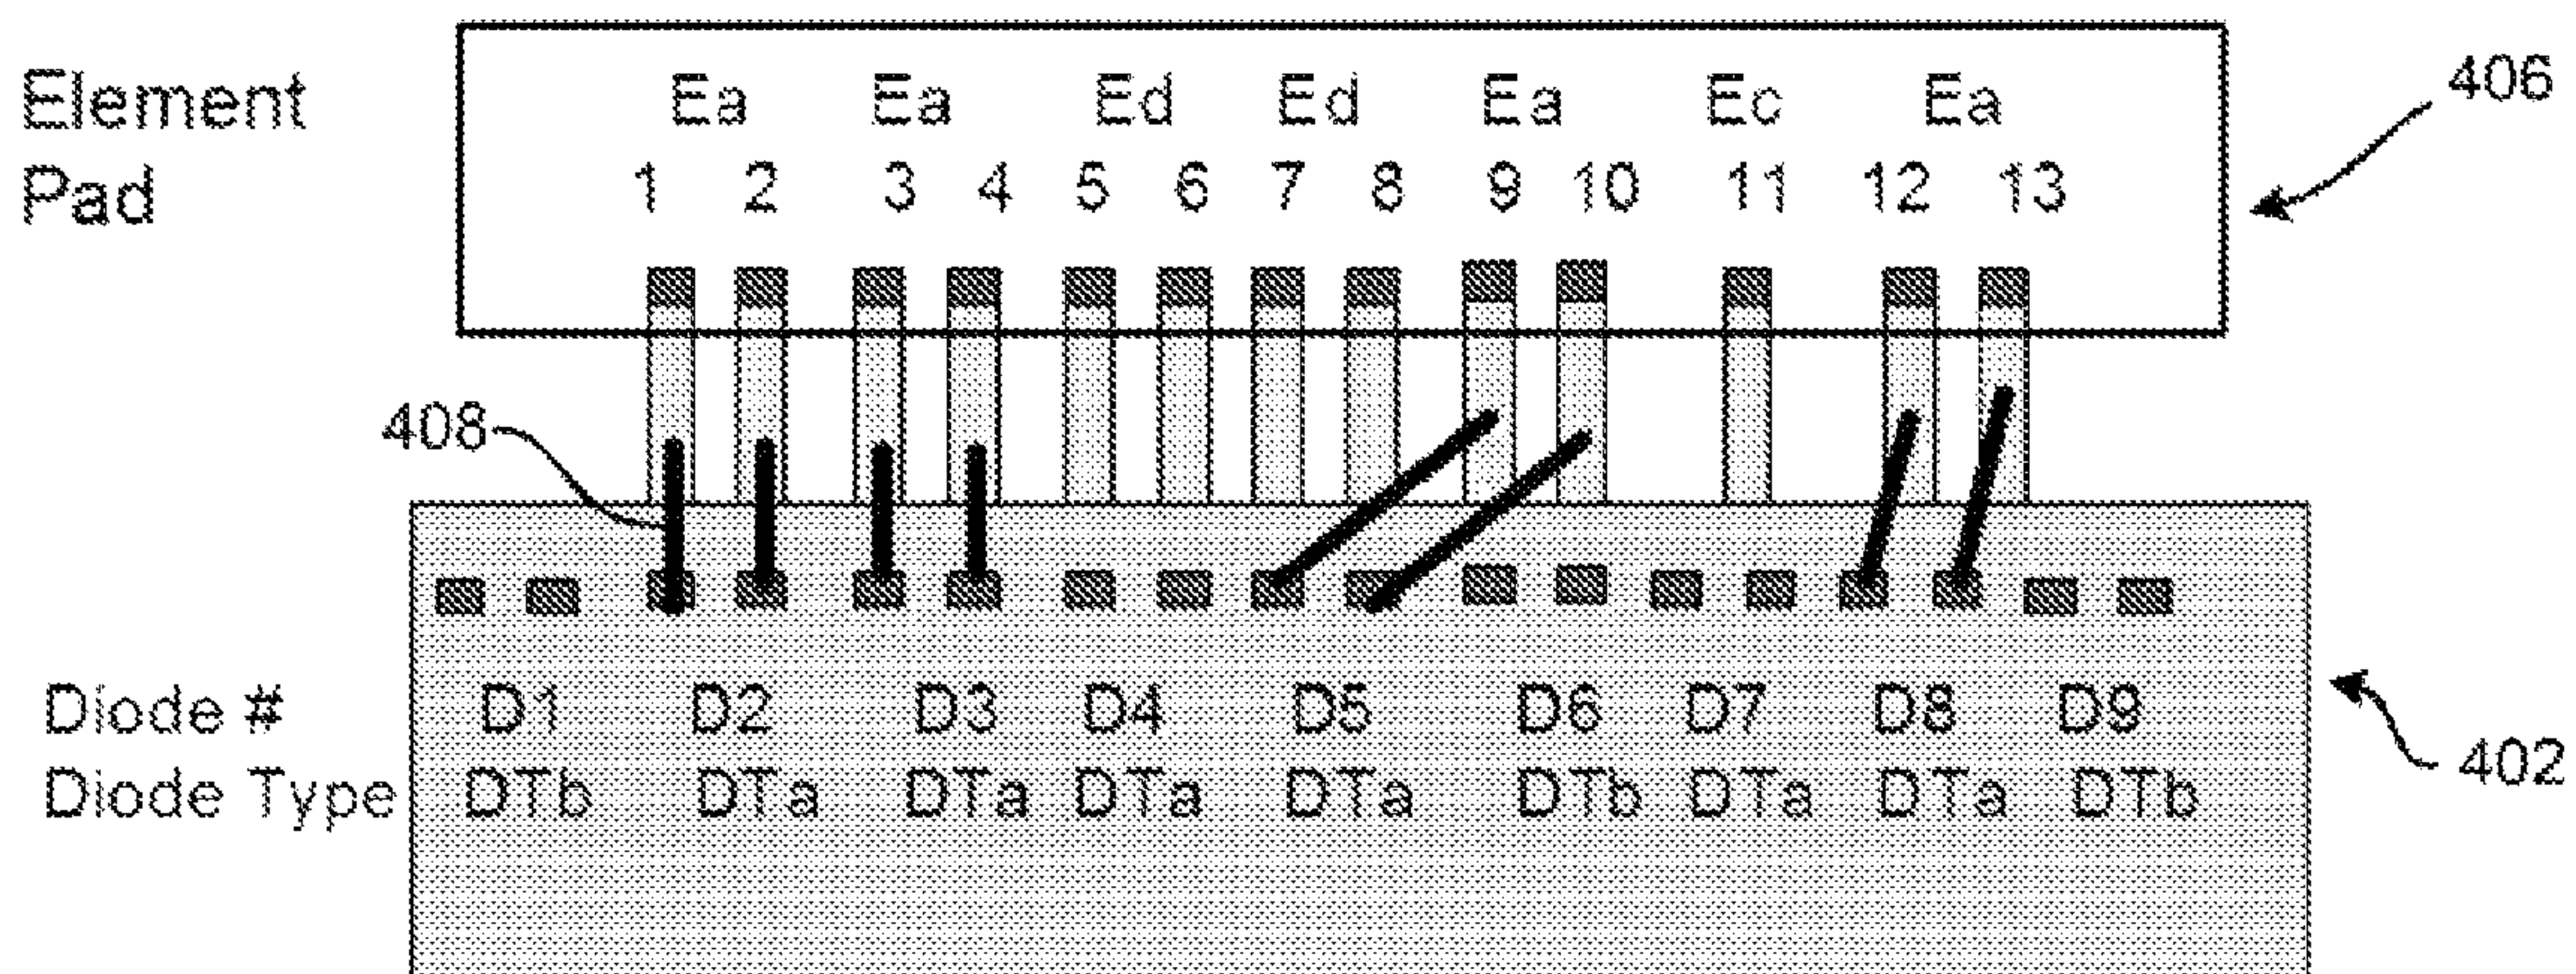 Element Ea Ea Ed Ed Ea Ec Ea 406
Pad 1 2 3 4 5 6 7 8 9 10 11 12 13
408
Diode # D1 D2 D3 D4 D5 D6 D7 D8 D9
Diode Type DTb DTa DTa DTa DTa DTb DTa DTa DTb 402